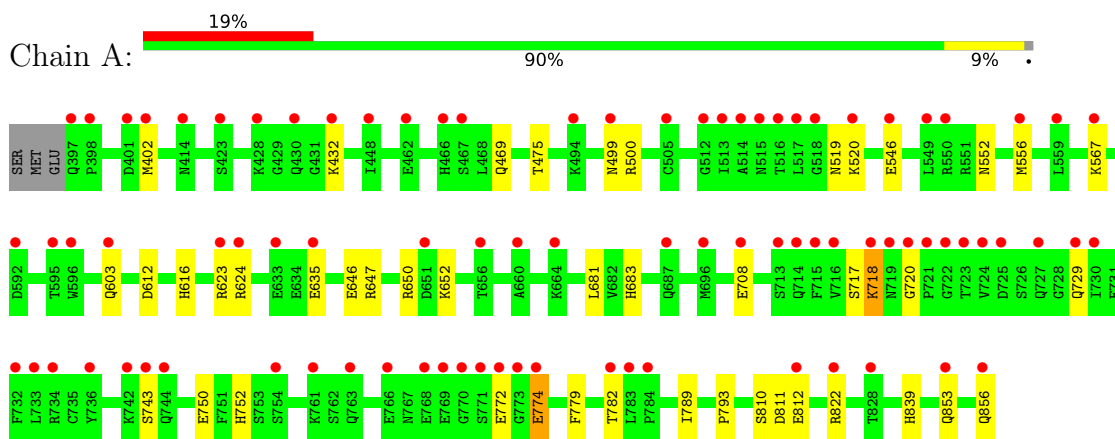 19%
Chain A:
90% 9% •
SER MET GLU Q397 P398 D401 M402 N414 S423 K428 G429 Q430 G431 K432 I448 E462 H466 S467 L468 Q469 T475 K494 N499 R500 C505 G512 I513 A514 N515 T516 L517 G518 N519 K520 E546 L549 R550 R551 N552 M556 L559 K567
D592 T595 W596 Q603 D612 H616 R623 R624 E633 E634 E635 E646 R647 R650 D651 K652 T656 A660 K664 L681 V682 H683 Q687 M696 E708 S713 Q714 F715 V716 S717 K718 N719 G720 P721 G722 T723 V724 D725 S726 Q727 G728 Q729 I730 E731
F732 L733 R734 C735 Y736 K742 S743 Q744 E750 F751 H752 S753 S754 K761 S762 Q763 E766 N767 E768 E769 G770 S771 E772 G773 E774 F779 T782 L783 P784 I789 P793 S810 D811 E812 R822 T828 H839 Q853 Q856